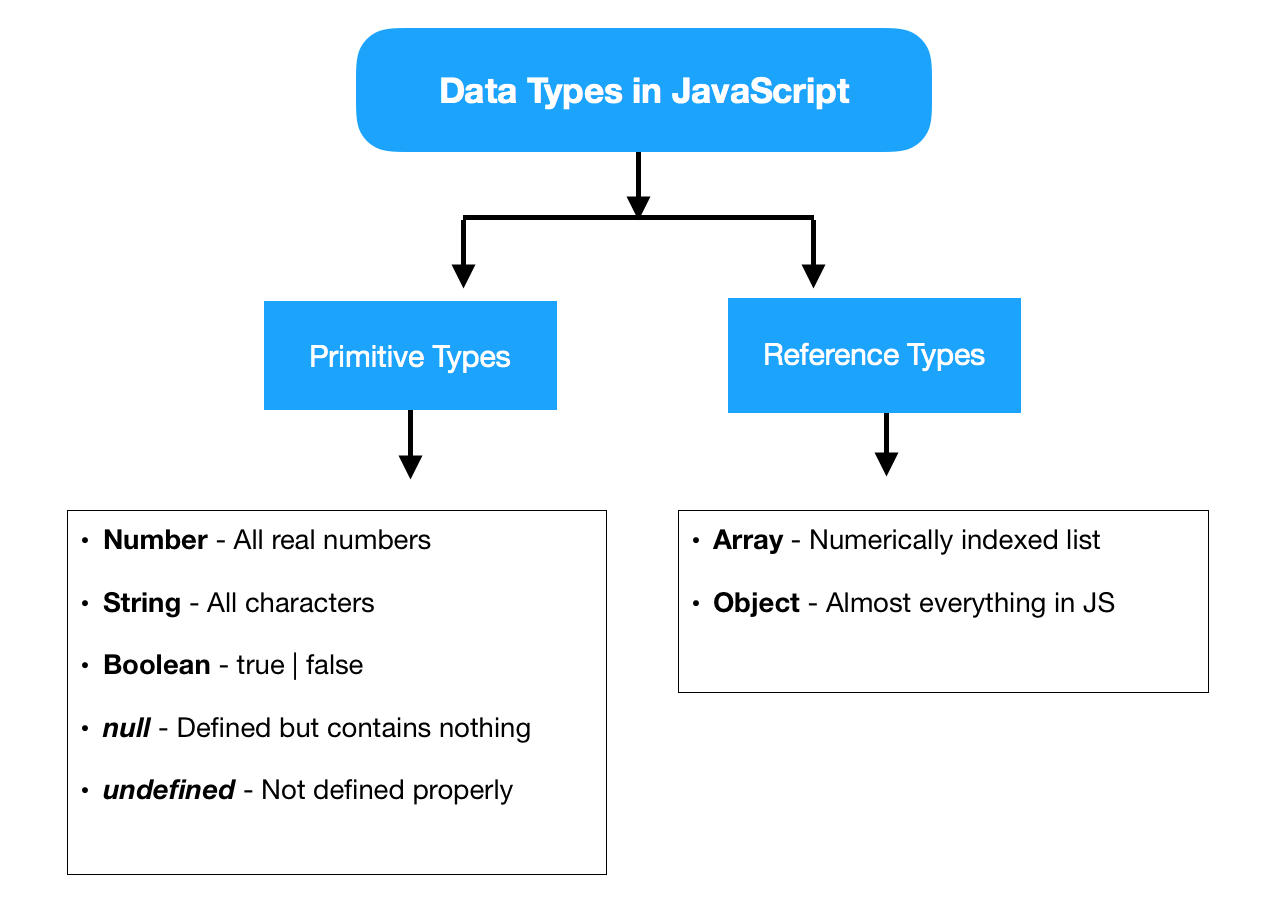 Data Types in JavaScript
Primitive Types
Reference Types
• Number - All real numbers
• String - All characters
• Boolean - true | false
• null - Defined but contains nothing
• undefined - Not defined properly
• Array - Numerically indexed list
• Object - Almost everything in JS